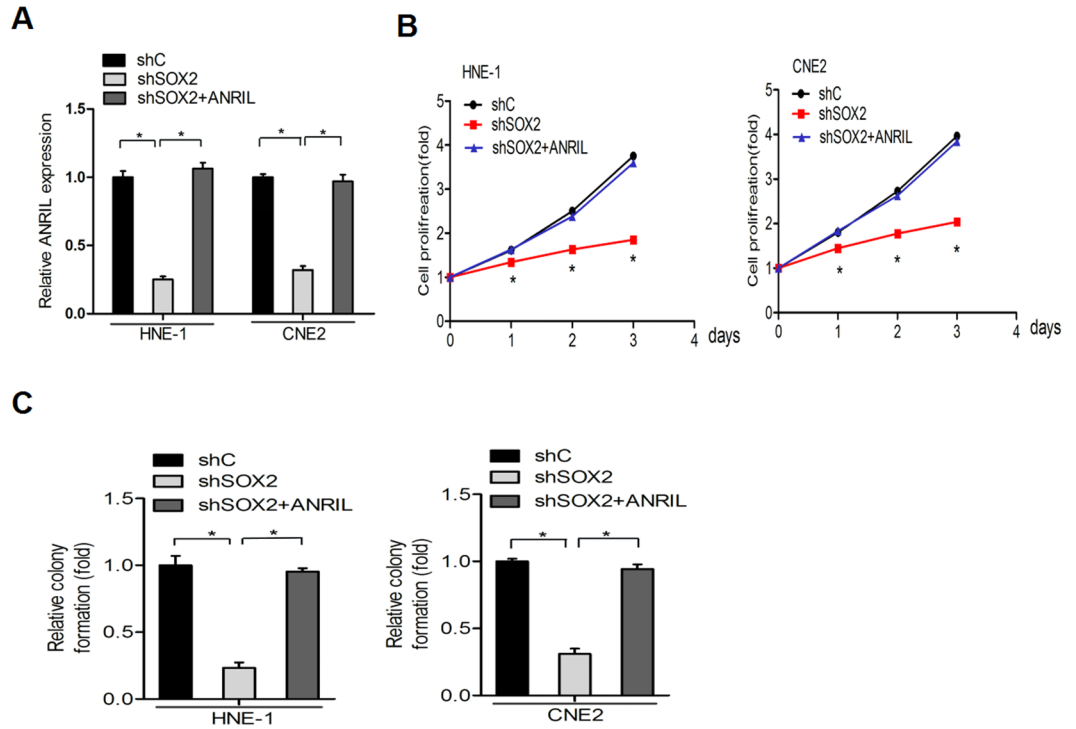 A
shC
shSOX2
shSOX2+ANRIL
Relative ANRIL expression
1.5
1.0
0.5
0.0
* * * *
HNE-1 CNE2
B
HNE-1
shC
shSOX2
shSOX2+ANRIL
Cell prolifreation(fold)
5
4
3
2
1
0
* * *
0 1 2 3 4 days
CNE2
shC
shSOX2
shSOX2+ANRIL
Cell prolifreation(fold)
5
4
3
2
1
0
* * *
0 1 2 3 4 days
C
shC
shSOX2
shSOX2+ANRIL
Relative colony
formation (fold)
1.5
1.0
0.5
0.0
* *
HNE-1
shC
shSOX2
shSOX2+ANRIL
Relative colony
formation (fold)
1.5
1.0
0.5
0.0
* *
CNE2